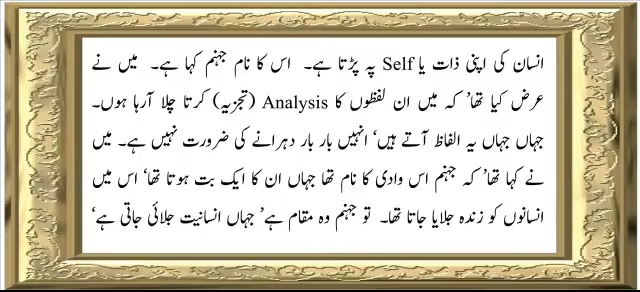 انسان کی اپنی ذات یا Self پہ پڑتا ہے۔ اس کا نام جہنم کہا ہے۔ میں نے
عرض کیا تھا’ کہ میں ان لفظوں کا Analysis (تجزیہ) کرتا چلا آرہا ہوں۔
جہاں جہاں یہ الفاظ آتے ہیں‘ انہیں بار بار دہرانے کی ضرورت نہیں ہے۔ میں
نے کہا تھا’ کہ جہنم اس وادی کا نام تھا جہاں ان کا ایک بت ہوتا تھا‘ اس میں
انسانوں کو زندہ جلایا جاتا تھا۔ تو جہنم وہ مقام ہے’ جہاں انسانیت جلائی جاتی ہے‘